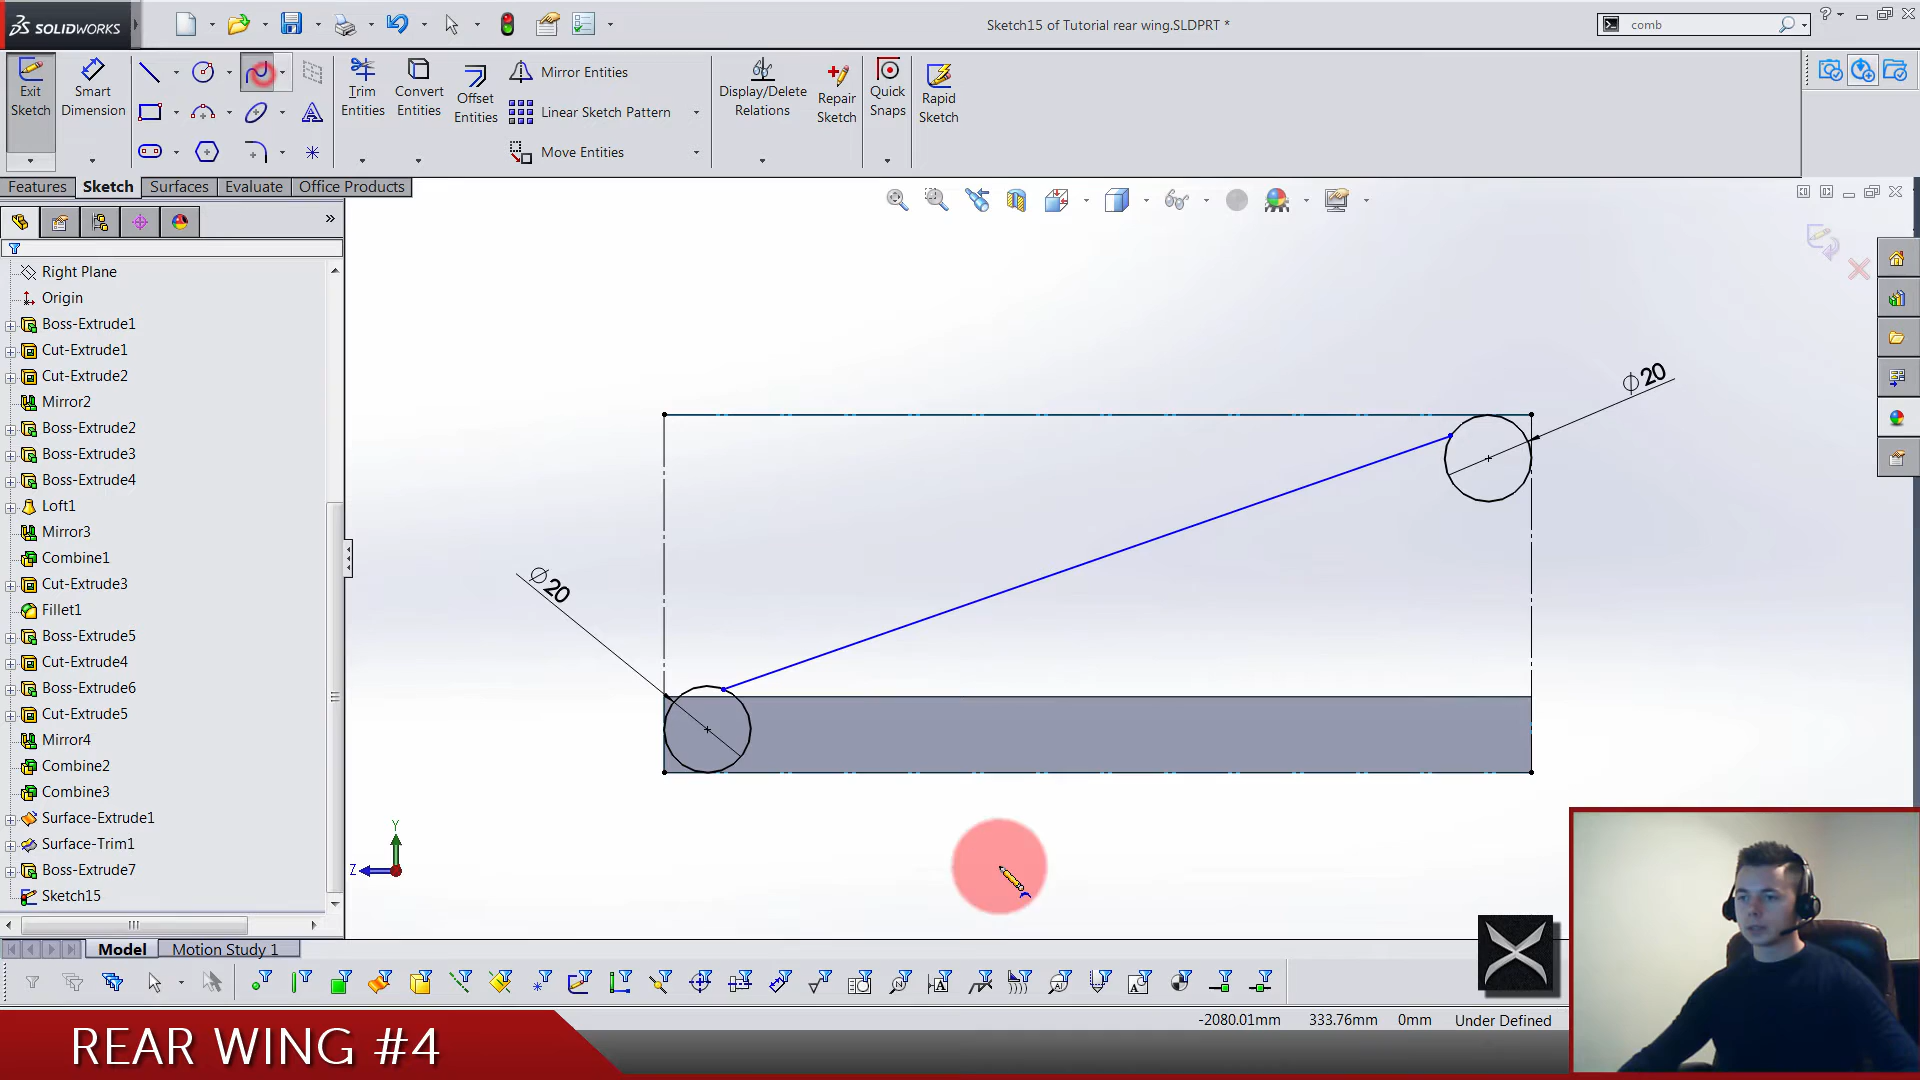 SOLIDWORKS
Sketch15 of Tutorial rear wing.SLDPRT *
comb
Exit Sketch
Smart Dimension
Trim Entities
Convert Entities
Offset Entities
Mirror Entities
Linear Sketch Pattern
Move Entities
Display/Delete Relations
Repair Sketch
Quick Snaps
Rapid Sketch
Features
Sketch
Surfaces
Evaluate
Office Products
Right Plane
Origin
Boss-Extrude1
Cut-Extrude1
Cut-Extrude2
Mirror2
Boss-Extrude2
Boss-Extrude3
Boss-Extrude4
Loft1
Mirror3
Combine1
Cut-Extrude3
Fillet1
Boss-Extrude5
Cut-Extrude4
Boss-Extrude6
Cut-Extrude5
Mirror4
Combine2
Combine3
Surface-Extrude1
Surface-Trim1
Boss-Extrude7
Sketch15
∅20
∅20
Y
Z
Model
Motion Study 1
-2080.01mm
333.76mm
0mm
Under Defined
REAR WING #4